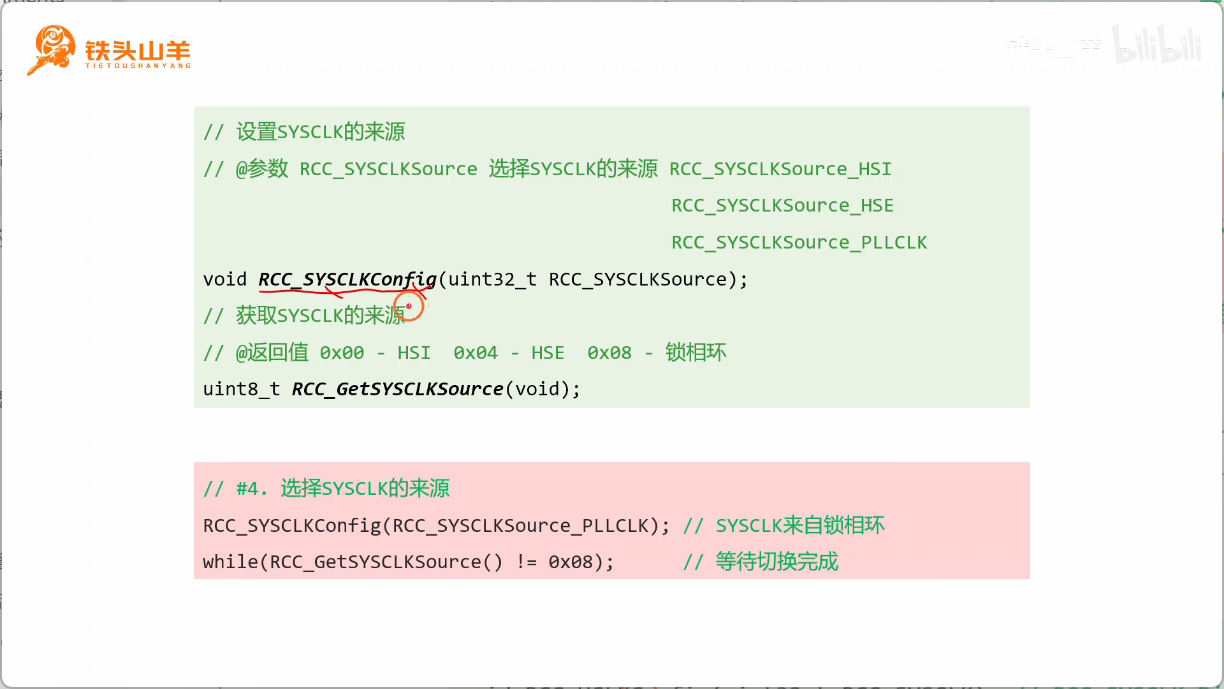 铁头山羊
TIETOUSHANYANG
bilibili
// 设置SYSCLK的来源
// @参数 RCC_SYSCLKSource 选择SYSCLK的来源 RCC_SYSCLKSource_HSI
RCC_SYSCLKSource_HSE
RCC_SYSCLKSource_PLLCLK
void RCC_SYSCLKConfig(uint32_t RCC_SYSCLKSource);
// 获取SYSCLK的来源
// @返回值 0x00 - HSI 0x04 - HSE 0x08 - 锁相环
uint8_t RCC_GetSYSCLKSource(void);
// #4. 选择SYSCLK的来源
RCC_SYSCLKConfig(RCC_SYSCLKSource_PLLCLK); // SYSCLK来自锁相环
while(RCC_GetSYSCLKSource() != 0x08); // 等待切换完成